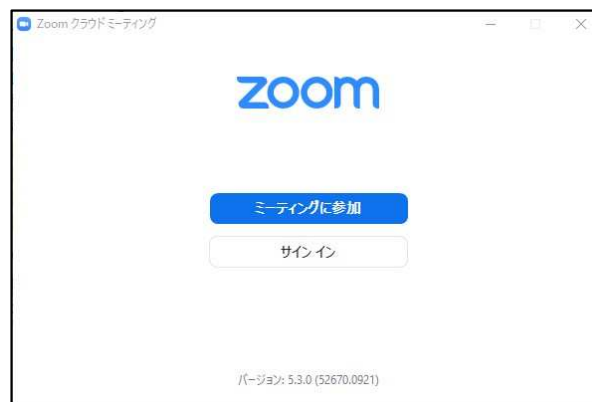 Zoom クラウド ミーティング
zoom
ミーティングに参加
サイン イン
バージョン: 5.3.0 (52670.0921)